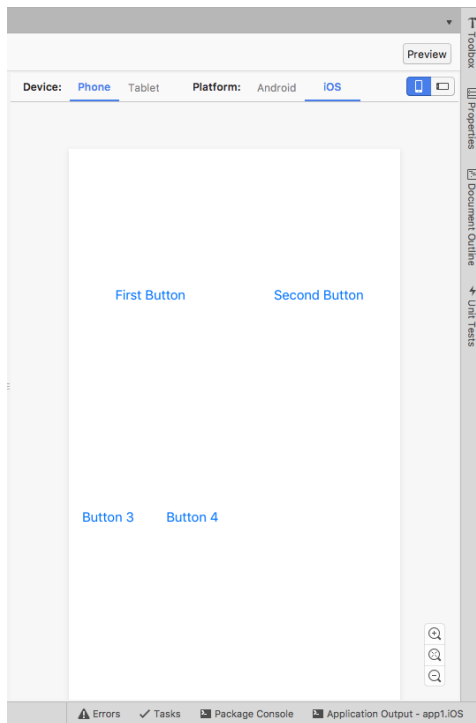 Preview
Device: Phone Tablet Platform: Android iOS
First Button Second Button
Button 3 Button 4
Toolbox
Properties
Document Outline
Unit Tests
Errors Tasks Package Console Application Output - app1.iOS